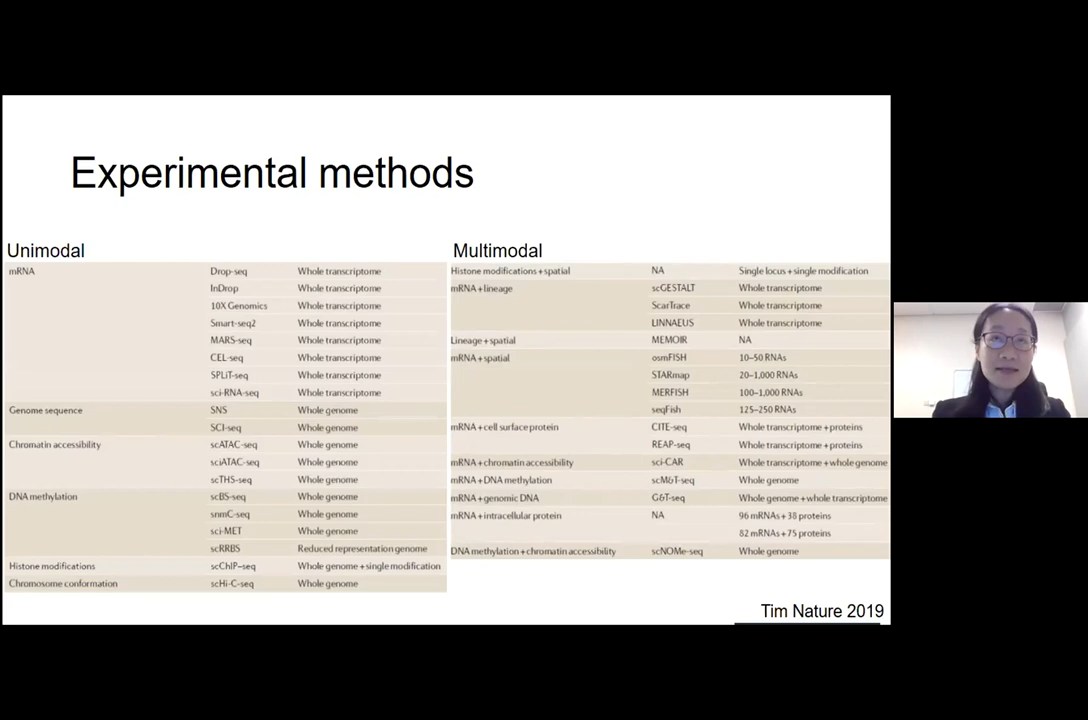 Experimental methods
Unimodal
mRNA Drop-seq Whole transcriptome
InDrop Whole transcriptome
10X Genomics Whole transcriptome
Smart-seq2 Whole transcriptome
MARS-seq Whole transcriptome
CEL-seq Whole transcriptome
SPLiT-seq Whole transcriptome
sci-RNA-seq Whole transcriptome
Genome sequence SNS Whole genome
SCI-seq Whole genome
Chromatin accessibility scATAC-seq Whole genome
sciATAC-seq Whole genome
scTHS-seq Whole genome
DNA methylation scBS-seq Whole genome
snmC-seq Whole genome
sci-MET Whole genome
scRRBS Reduced representation genome
Histone modifications scChIP-seq Whole genome + single modification
Chromosome conformation scHi-C-seq Whole genome
Multimodal
Histone modifications + spatial NA Single locus + single modification
mRNA + lineage scGESTALT Whole transcriptome
ScarTrace Whole transcriptome
LINNAEUS Whole transcriptome
Lineage + spatial MEMOIR NA
mRNA + spatial osmFISH 10–50 RNAs
STARmap 20–1,000 RNAs
MERFISH 100–1,000 RNAs
seqFish 125–250 RNAs
mRNA + cell surface protein CITE-seq Whole transcriptome + proteins
REAP-seq Whole transcriptome + proteins
mRNA + chromatin accessibility sci-CAR Whole transcriptome + whole genome
mRNA + DNA methylation scM&T-seq Whole genome
mRNA + genomic DNA G&T-seq Whole genome + whole transcriptome
mRNA + intracellular protein NA 96 mRNAs + 38 proteins
82 mRNAs + 75 proteins
DNA methylation + chromatin accessibility scNOMe-seq Whole genome
Tim Nature 2019